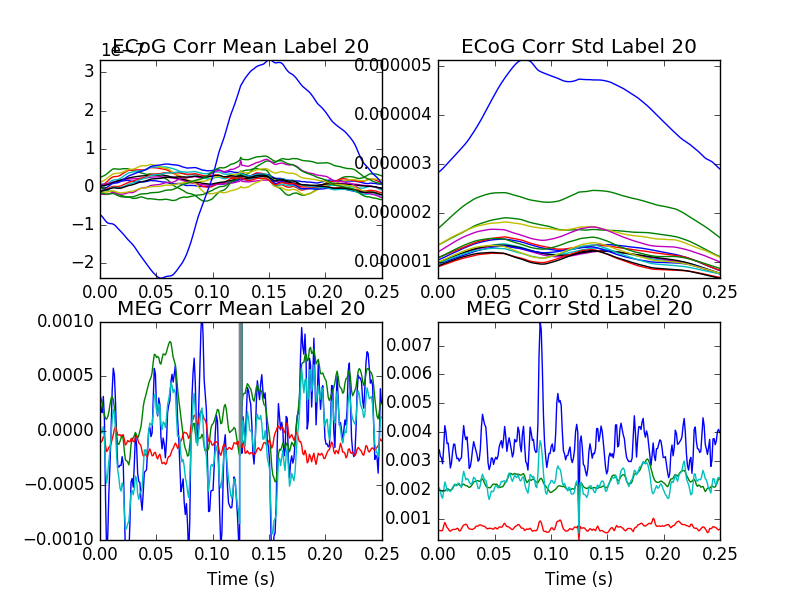 ECoG Corr Mean Label 20
1e−7
3
2
1
0
−1
−2
0.00 0.05 0.10 0.15 0.20 0.25
ECoG Corr Std Label 20
0.000005
0.000004
0.000003
0.000002
0.000001
0.00 0.05 0.10 0.15 0.20 0.25
MEG Corr Mean Label 20
0.0010
0.0005
0.0000
−0.0005
−0.0010
0.00 0.05 0.10 0.15 0.20 0.25
Time (s)
MEG Corr Std Label 20
0.007
0.006
0.005
0.004
0.003
0.002
0.001
0.00 0.05 0.10 0.15 0.20 0.25
Time (s)